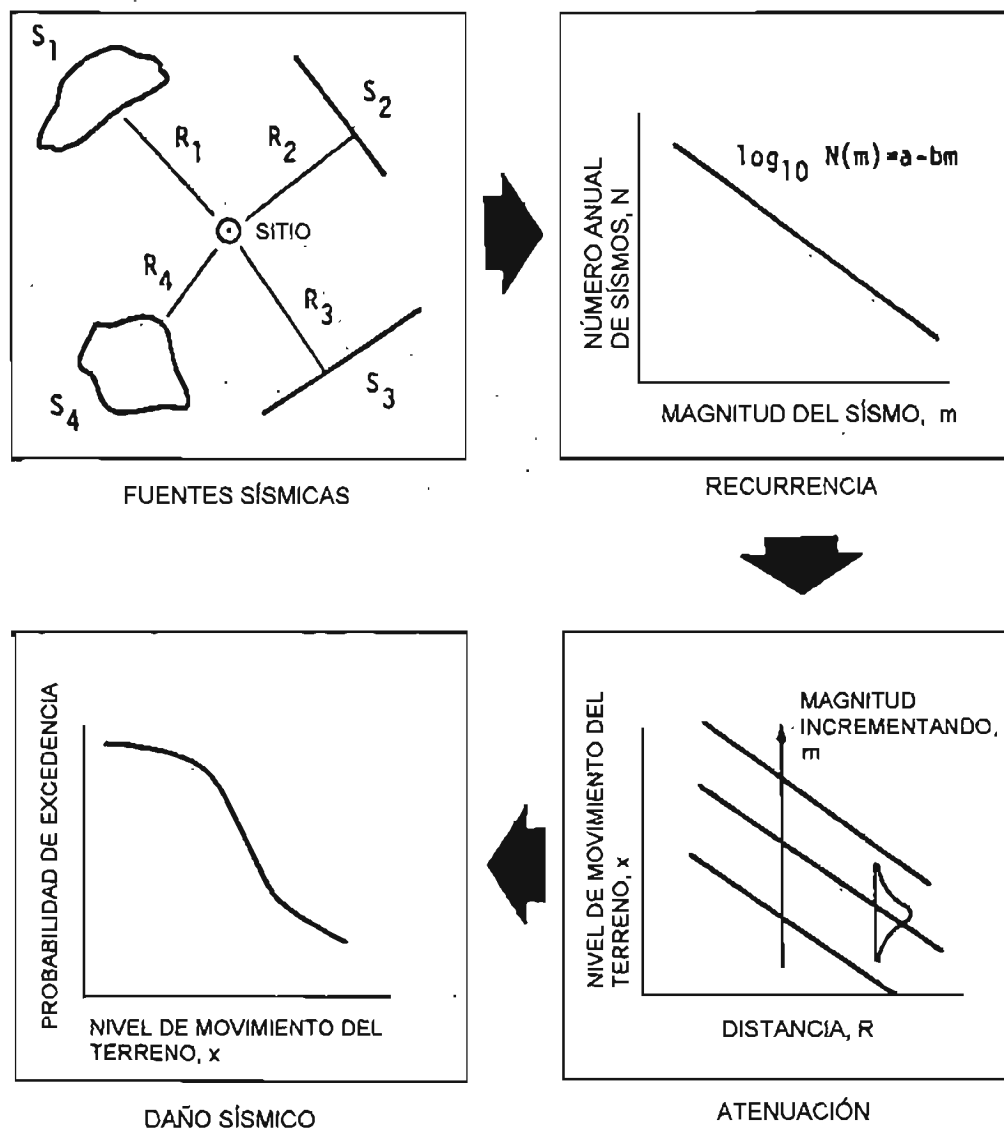 S1
S2
R1
R2
SITIO
R4
R3
S4
S3
FUENTES SÍSMICAS
NÚMERO ANUAL
DE SÍSMOS, N
log10 N(m)=a-bm
MAGNITUD DEL SÍSMO, m
RECURRENCIA
PROBABILIDAD DE EXCEDENCIA
NIVEL DE MOVIMIENTO DEL
TERRENO, x
DAÑO SÍSMICO
NIVEL DE MOVIMIENTO DEL
TERRENO, x
MAGNITUD
INCREMENTANDO,
m
DISTANCIA, R
ATENUACIÓN